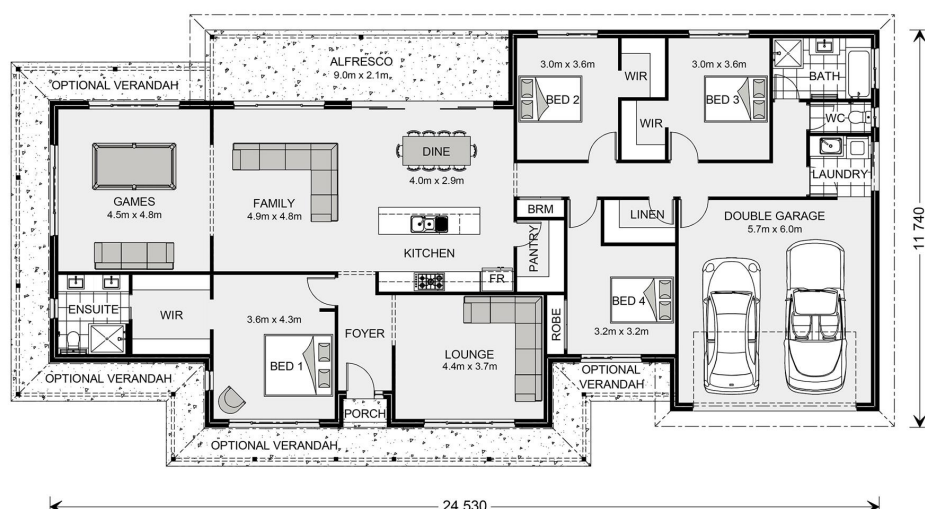 ALFRESCO
9.0m x 2.1m
OPTIONAL VERANDAH
3.0m x 3.6m
BED 2
WIR
WIR
3.0m x 3.6m
BED 3
BATH
WC
LAUNDRY
GAMES
4.5m x 4.8m
FAMILY
4.9m x 4.8m
DINE
4.0m x 2.9m
KITCHEN
FR
BRM
PANTRY
LINEN
DOUBLE GARAGE
5.7m x 6.0m
11 740
ENSUITE
WIR
3.6m x 4.3m
BED 1
FOYER
LOUNGE
4.4m x 3.7m
ROBE
BED 4
3.2m x 3.2m
OPTIONAL VERANDAH
PORCH
OPTIONAL
VERANDAH
OPTIONAL VERANDAH
24 530